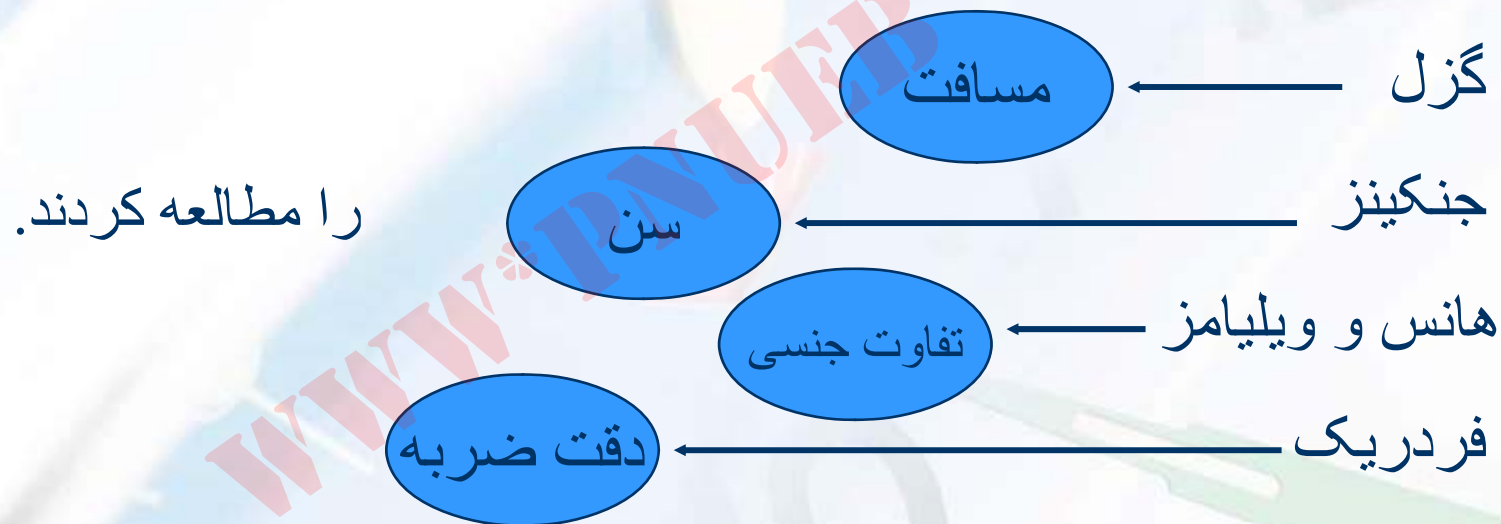 گزل مسافت
جنکینز سن را مطالعه کردند.
هانس و ویلیامز تفاوت جنسی
فردریک دقت ضربه
WWW*PNUEB